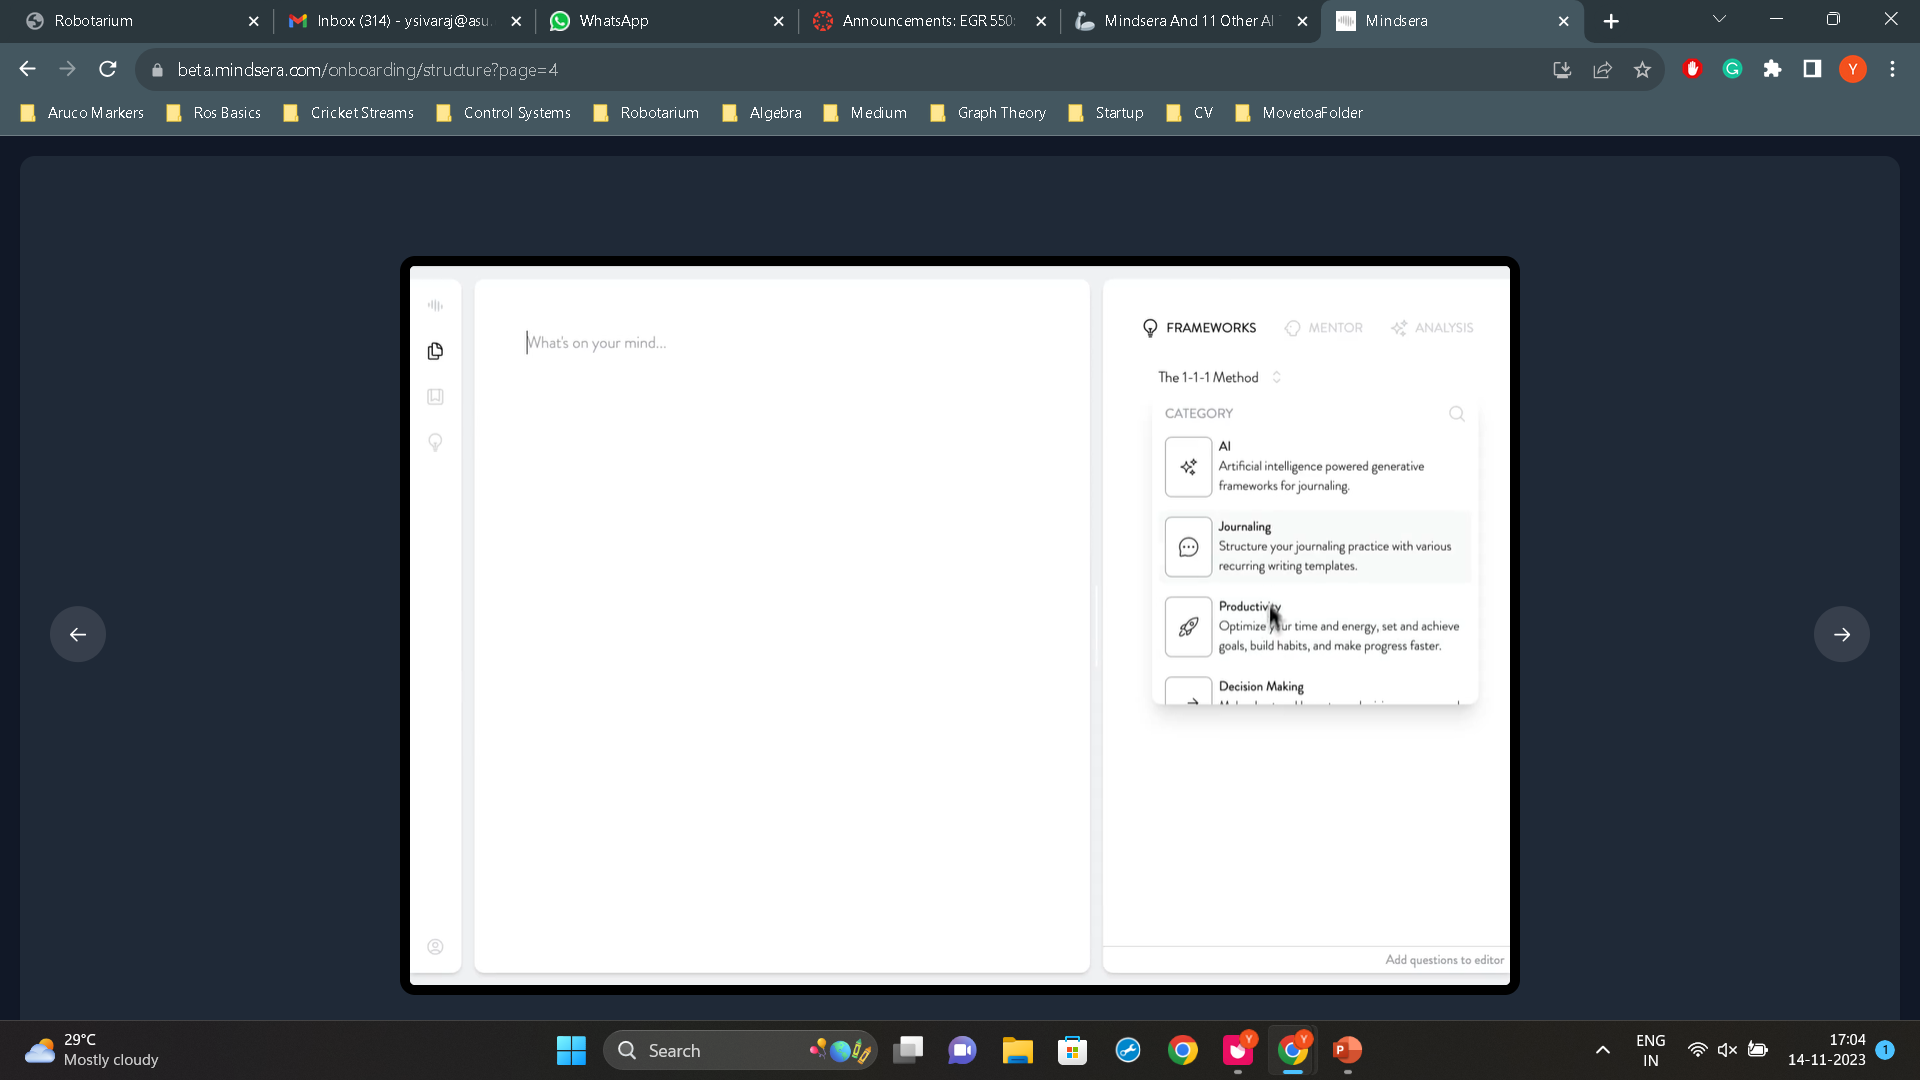 Robotarium
Inbox (314) - ysivaraj@asu.
WhatsApp
Announcements: EGR 550:
Mindsera And 11 Other AI
Mindsera
beta.mindsera.com/onboarding/structure?page=4
Y
Aruco Markers
Ros Basics
Cricket Streams
Control Systems
Robotarium
Algebra
Medium
Graph Theory
Startup
CV
MovetoaFolder
What's on your mind...
FRAMEWORKS
MENTOR
ANALYSIS
The 1-1-1 Method
CATEGORY
AI
Artificial intelligence powered generative
frameworks for journaling.
Journaling
Structure your journaling practice with various
recurring writing templates.
Productivity
Optimize your time and energy, set and achieve
goals, build habits, and make progress faster.
Decision Making
Add questions to editor
29°C
Mostly cloudy
Search
ENG
IN
17:04
14-11-2023
1